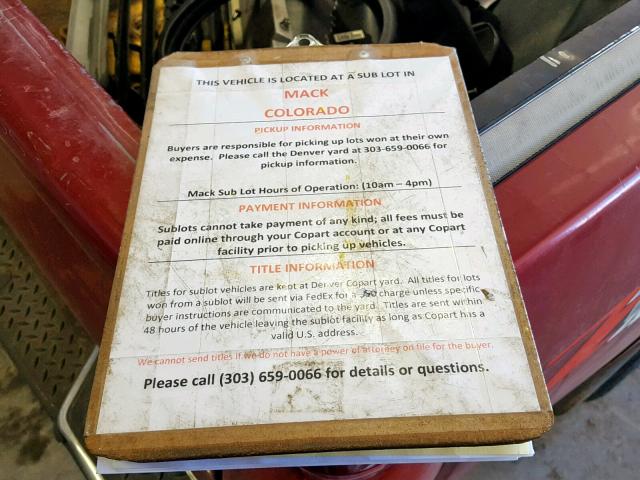 THIS VEHICLE IS LOCATED AT A SUB LOT IN
MACK
COLORADO
PICKUP INFORMATION
Buyers are responsible for picking up lots won at their own
expense. Please call the Denver yard at 303-659-0066 for
pickup information.
Mack Sub Lot Hours of Operation: (10am – 4pm)
PAYMENT INFORMATION
Sublots cannot take payment of any kind; all fees must be
paid online through your Copart account or at any Copart
facility prior to picking up vehicles.
TITLE INFORMATION
Titles for sublot vehicles are kept at Denver Copart yard. All titles for lots
won from a sublot will be sent via FedEx for a charge unless specific
buyer instructions are communicated to the yard. Titles are sent within
48 hours of the vehicle leaving the sublot facility as long as Copart has a
valid U.S. address.
We cannot send titles if we do not have a power of attorney on file for the buyer.
Please call (303) 659-0066 for details or questions.